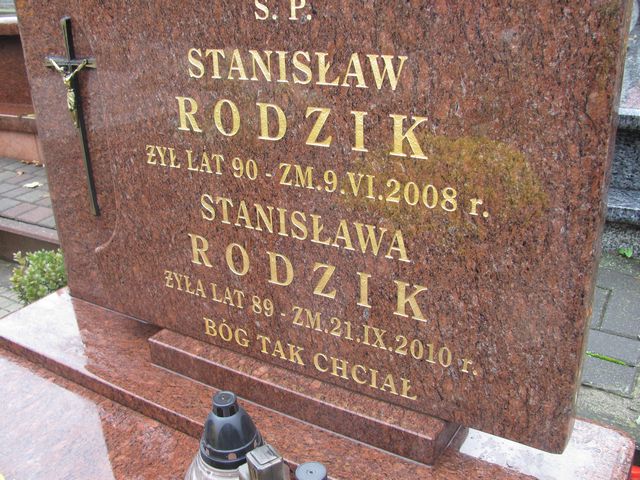 Ś. P.
STANISŁAW
RODZIK
ŻYŁ LAT 90 - ZM.9.VI.2008 r.
STANISŁAWA
RODZIK
ŻYŁA LAT 89 - ZM.21.IX.2010 r.
BÓG TAK CHCIAŁ